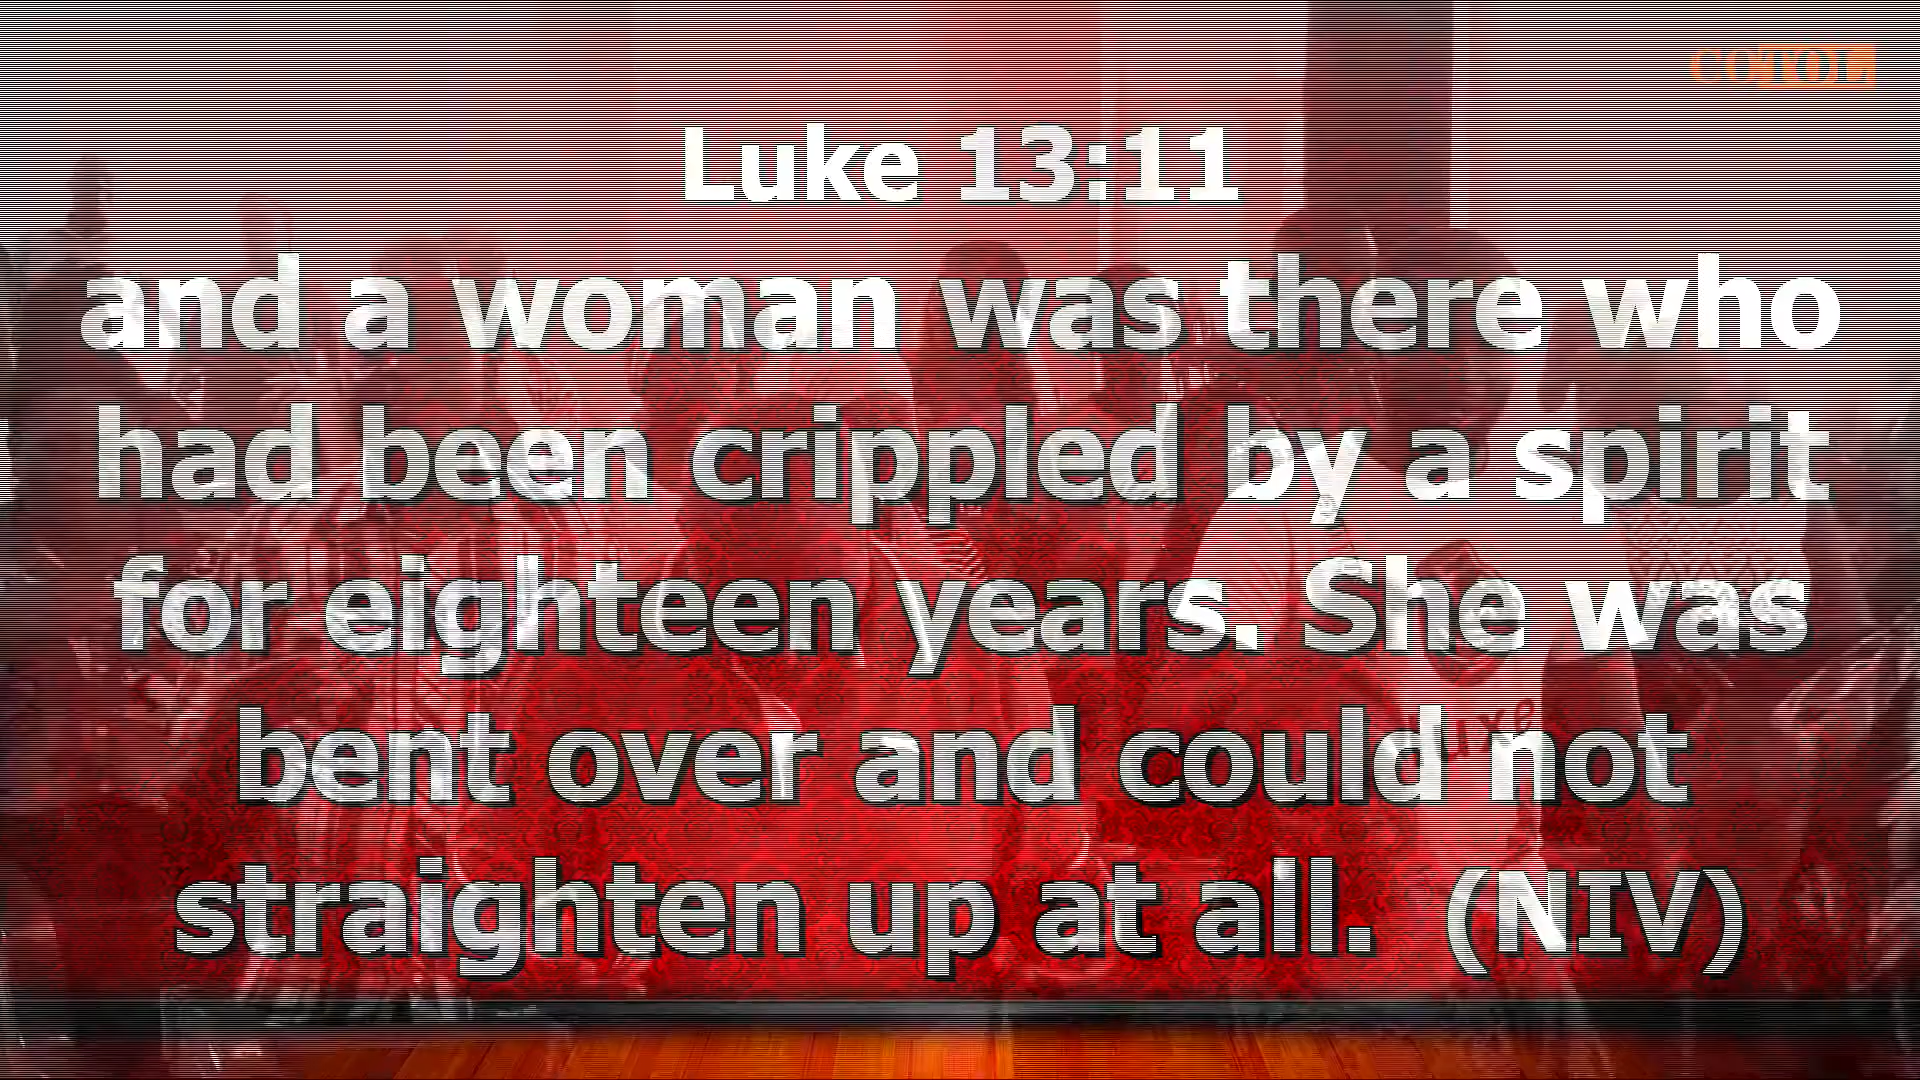 COTOL
Luke 13:11
and a woman was there who
had been crippled by a spirit
for eighteen years. She was
bent over and could not
straighten up at all. (NIV)